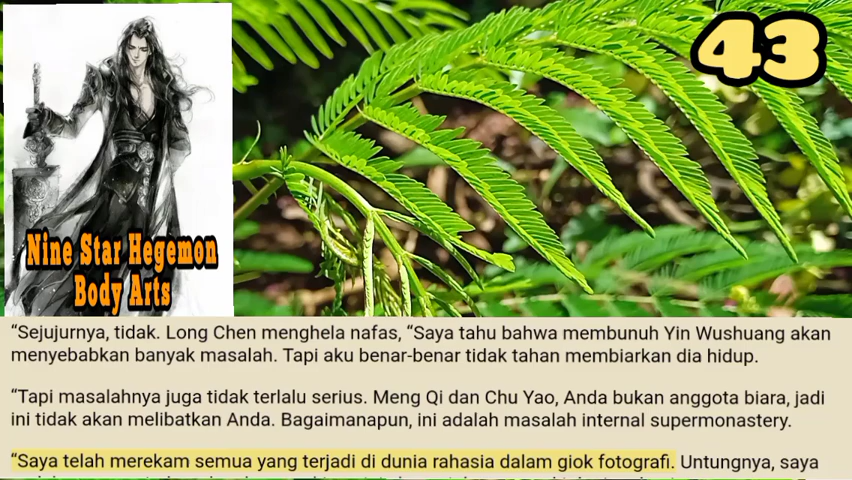 43
Nine Star Hegemon
Body Arts
“Sejujurnya, tidak. Long Chen menghela nafas, “Saya tahu bahwa membunuh Yin Wushuang akan
menyebabkan banyak masalah. Tapi aku benar-benar tidak tahan membiarkan dia hidup.
“Tapi masalahnya juga tidak terlalu serius. Meng Qi dan Chu Yao, Anda bukan anggota biara, jadi
ini tidak akan melibatkan Anda. Bagaimanapun, ini adalah masalah internal supermonastery.
“Saya telah merekam semua yang terjadi di dunia rahasia dalam giok fotografi. Untungnya, saya